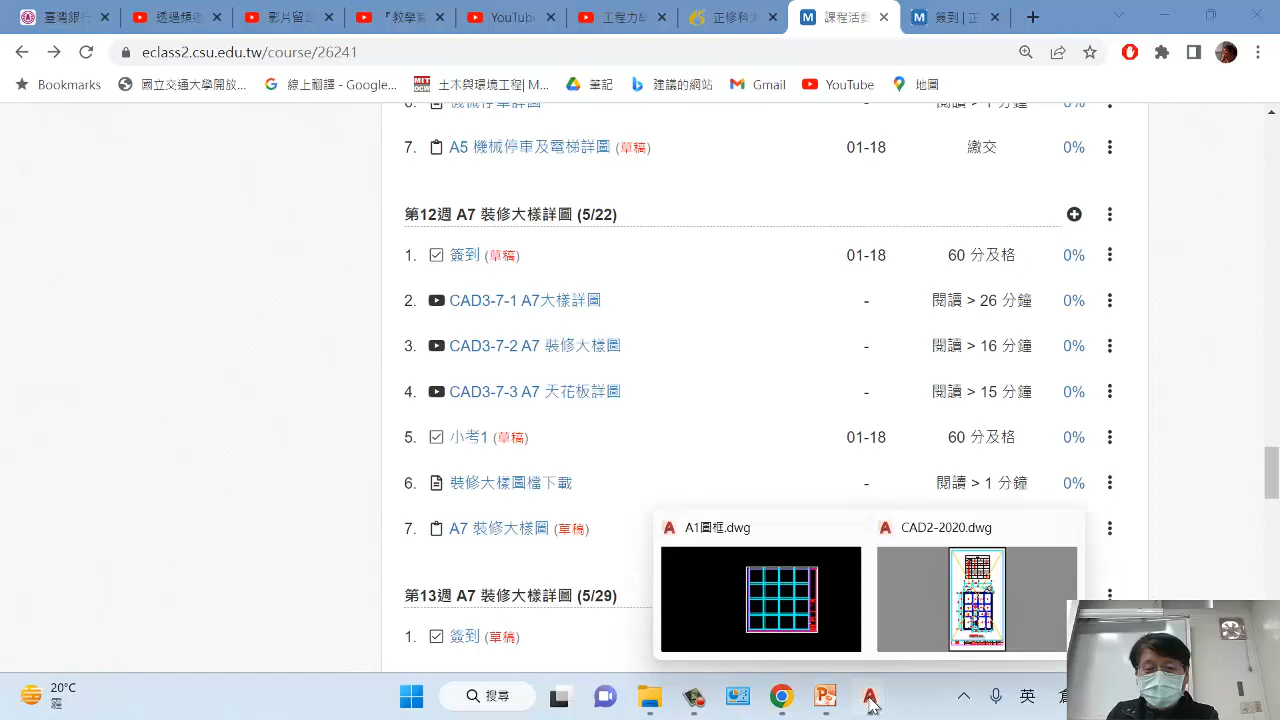 臺灣銀行
透過頻
影片留言
『教學
YouTube
工程力學
正修科大
課程活動
簽到 | 正
eclass2.csu.edu.tw/course/26241
Bookmarks
國立交通大學開放...
線上翻譯 - Google...
土木與環境工程| M...
筆記
建議的網站
Gmail
YouTube
地圖
7. A5 機械停車及電梯詳圖 (草稿) 01-18 繳交 0%
第12週 A7 裝修大樣詳圖 (5/22)
1. 簽到 (草稿) 01-18 60 分及格 0%
2. CAD3-7-1 A7大樣詳圖 - 閱讀 > 26 分鐘 0%
3. CAD3-7-2 A7 裝修大樣圖 - 閱讀 > 16 分鐘 0%
4. CAD3-7-3 A7 天花板詳圖 - 閱讀 > 15 分鐘 0%
5. 小考1 (草稿) 01-18 60 分及格 0%
6. 裝修大樣圖檔下載 - 閱讀 > 1 分鐘 0%
7. A7 裝修大樣圖 (草稿)
A1圖框.dwg
CAD2-2020.dwg
第13週 A7 裝修大樣詳圖 (5/29)
1. 簽到 (草稿)
20°C
霾
搜尋
英